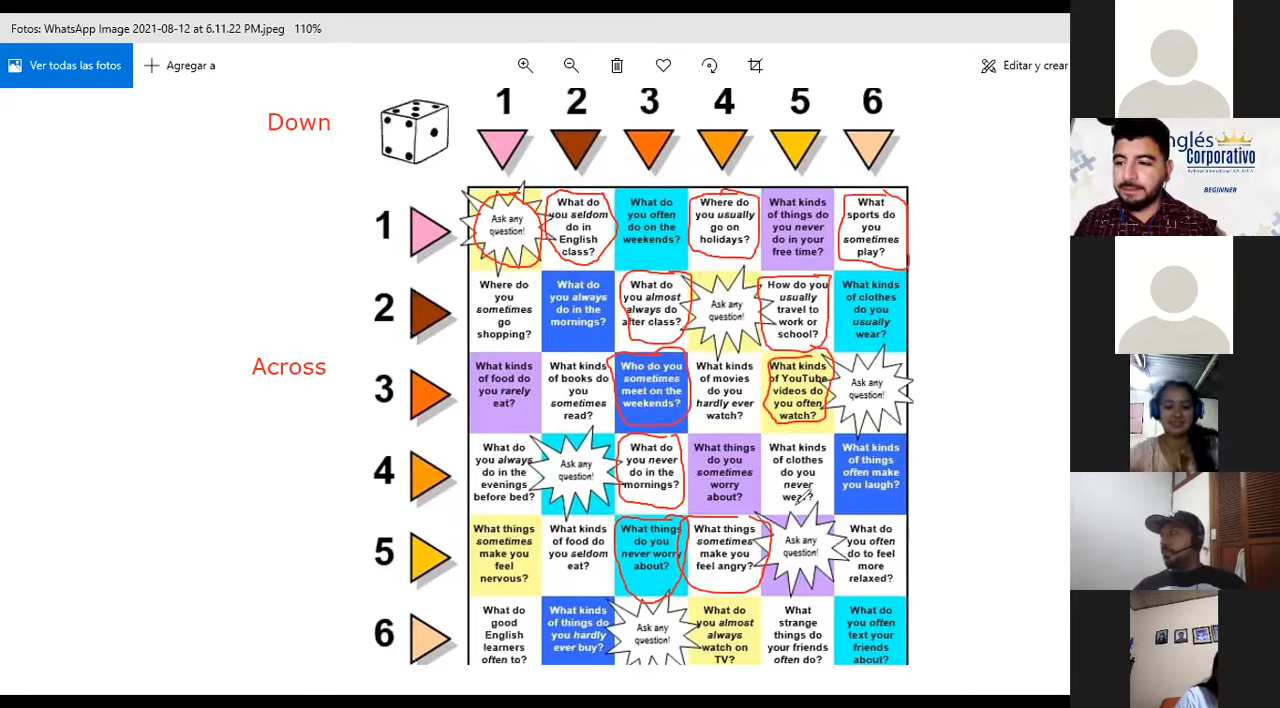 Fotos: WhatsApp Image 2021-08-12 at 6.11.22 PM.jpeg 110%
Ver todas las fotos
Agregar a
Editar y crear
Down
1 2 3 4 5 6
1
Ask any
question!
What do
you seldom
do in
English
class?
What do
you often
do on the
weekends?
Where do
you usually
go on
holidays?
What kinds
of things do
you never
do in your
free time?
What
sports do
you
sometimes
play?
2
Where do
you
sometimes
go
shopping?
What do
you always
do in the
mornings?
What do
you almost
always do
after class?
Ask any
question!
How do you
usually
travel to
work or
school?
What kinds
of clothes
do you
usually
wear?
Across
3
What kinds
of food do
you rarely
eat?
What kinds
of books do
you
sometimes
read?
Who do you
sometimes
meet on the
weekends?
What kinds
of movies
do you
hardly ever
watch?
What kinds
of YouTube
videos do
you often
watch?
Ask any
question!
4
What do
you always
do in the
evenings
before bed?
Ask any
question!
What do
you never
do in the
mornings?
What things
do you
sometimes
worry
about?
What kinds
of clothes
do you
never
wear?
What kinds
of things
often make
you laugh?
5
What things
sometimes
make you
feel
nervous?
What kinds
of food do
you seldom
eat?
What things
do you
never worry
about?
What things
sometimes
make you
feel angry?
Ask any
question!
What do
you often
do to feel
more
relaxed?
6
What do
good
English
learners
often to?
What kinds
of things do
you hardly
ever buy?
Ask any
question!
What do
you almost
always
watch on
TV?
What
strange
things do
your friends
often do?
What do
you often
text your
friends
about?
Inglés
Corporativo
BEGINNER